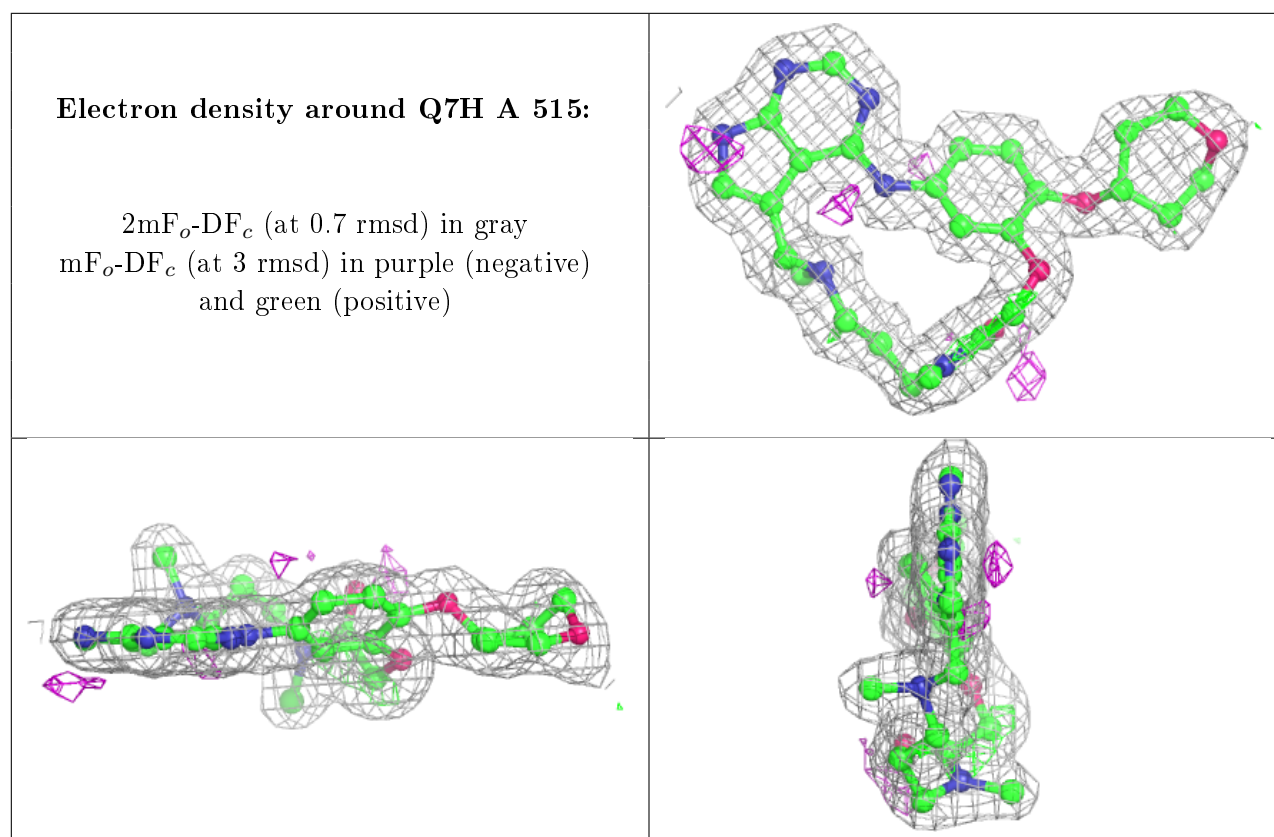 Electron density around Q7H A 515:
2mFₒ-DF𝒸 (at 0.7 rmsd) in gray
mFₒ-DF𝒸 (at 3 rmsd) in purple (negative)
and green (positive)